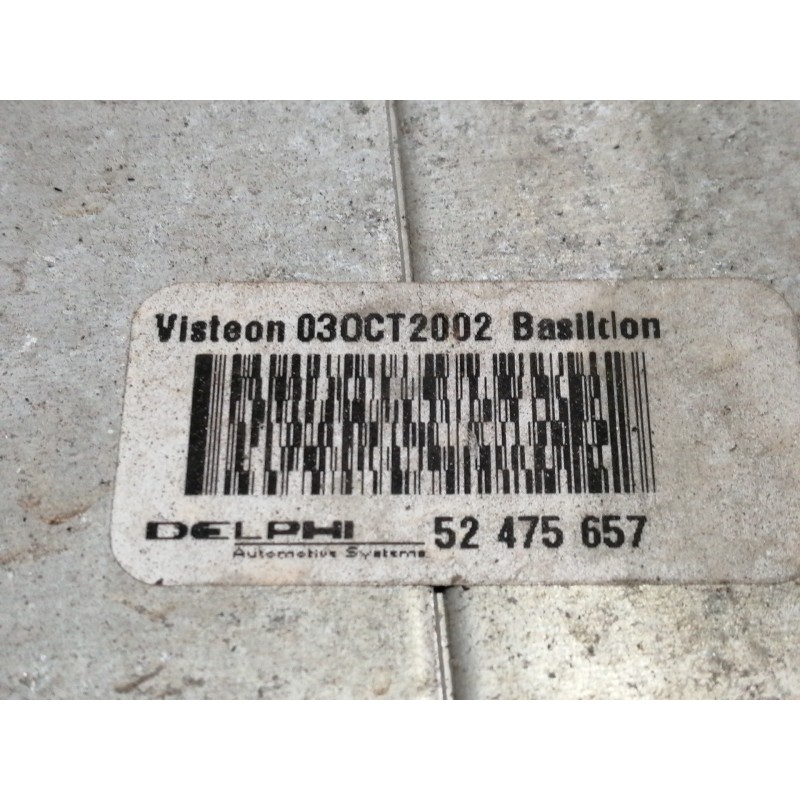 Visteon 03OCT2002 Basildon
DELPHI 52 475 657
Automotive Systems